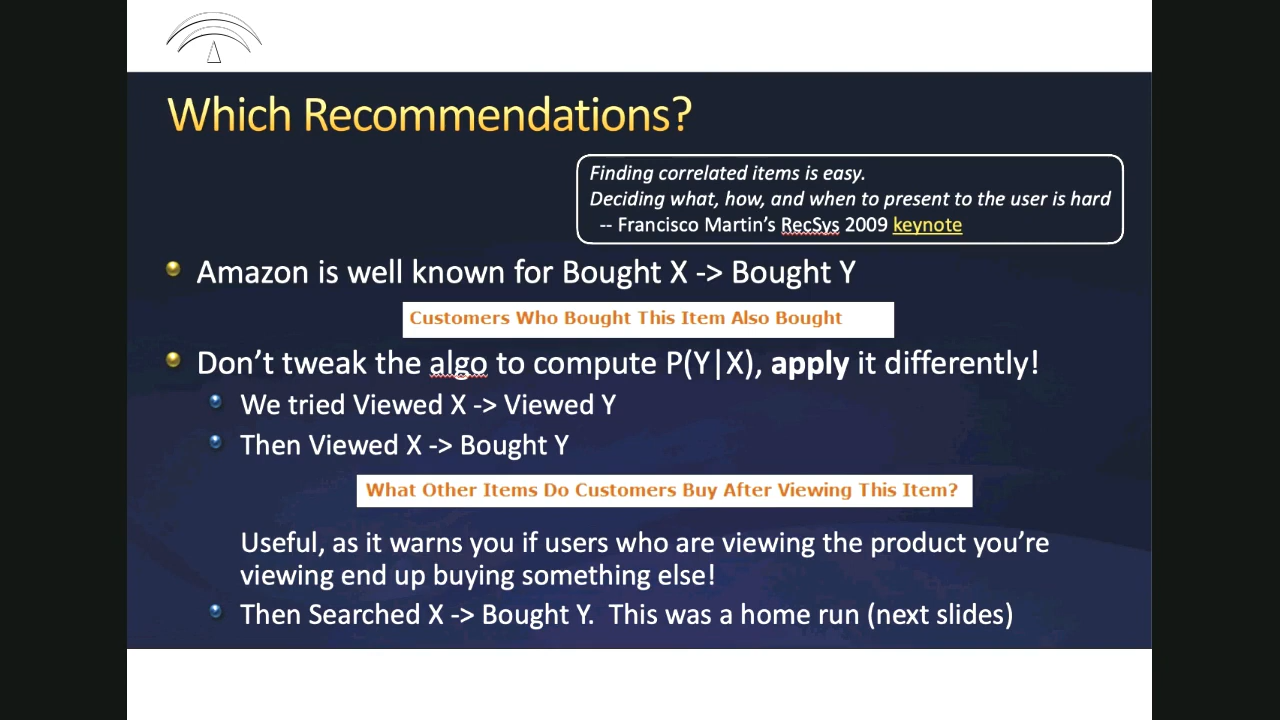 Which Recommendations?
Finding correlated items is easy.
Deciding what, how, and when to present to the user is hard
-- Francisco Martin’s RecSys 2009 keynote
Amazon is well known for Bought X -> Bought Y
Customers Who Bought This Item Also Bought
Don’t tweak the algo to compute P(Y|X), apply it differently!
We tried Viewed X -> Viewed Y
Then Viewed X -> Bought Y
What Other Items Do Customers Buy After Viewing This Item?
Useful, as it warns you if users who are viewing the product you’re
viewing end up buying something else!
Then Searched X -> Bought Y.  This was a home run (next slides)